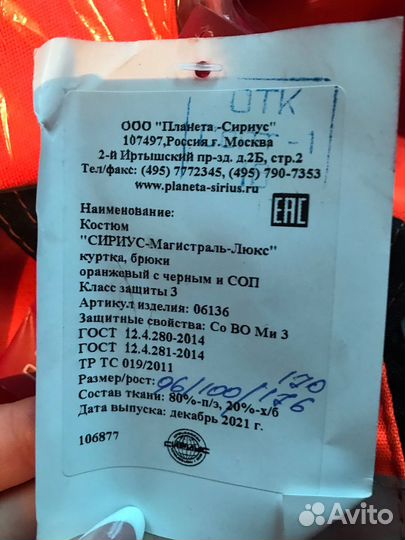 ОТК
ООО "Планета -Сириус"
107497,Россия г. Москва
2-й Иртышский пр-зд. д.2Б, стр.2
Тел/факс: (495) 7772345, (495) 790-7353
www.planeta-sirius.ru
Наименование:
Костюм
"СИРИУС-Магистраль-Люкс"
куртка, брюки
оранжевый с черным и СОП
Класс защиты 3
Артикул изделия: 06136
Защитные свойства: Со ВО Ми З
ГОСТ 12.4.280-2014
ГОСТ 12.4.281-2014
ТР ТС 019/2011
170
Размер/рост: 96/100/176
Состав ткани: 80%-п/э, 20%-х/б
Дата выпуска: декабрь 2021 г.
106877
EAC
Avito